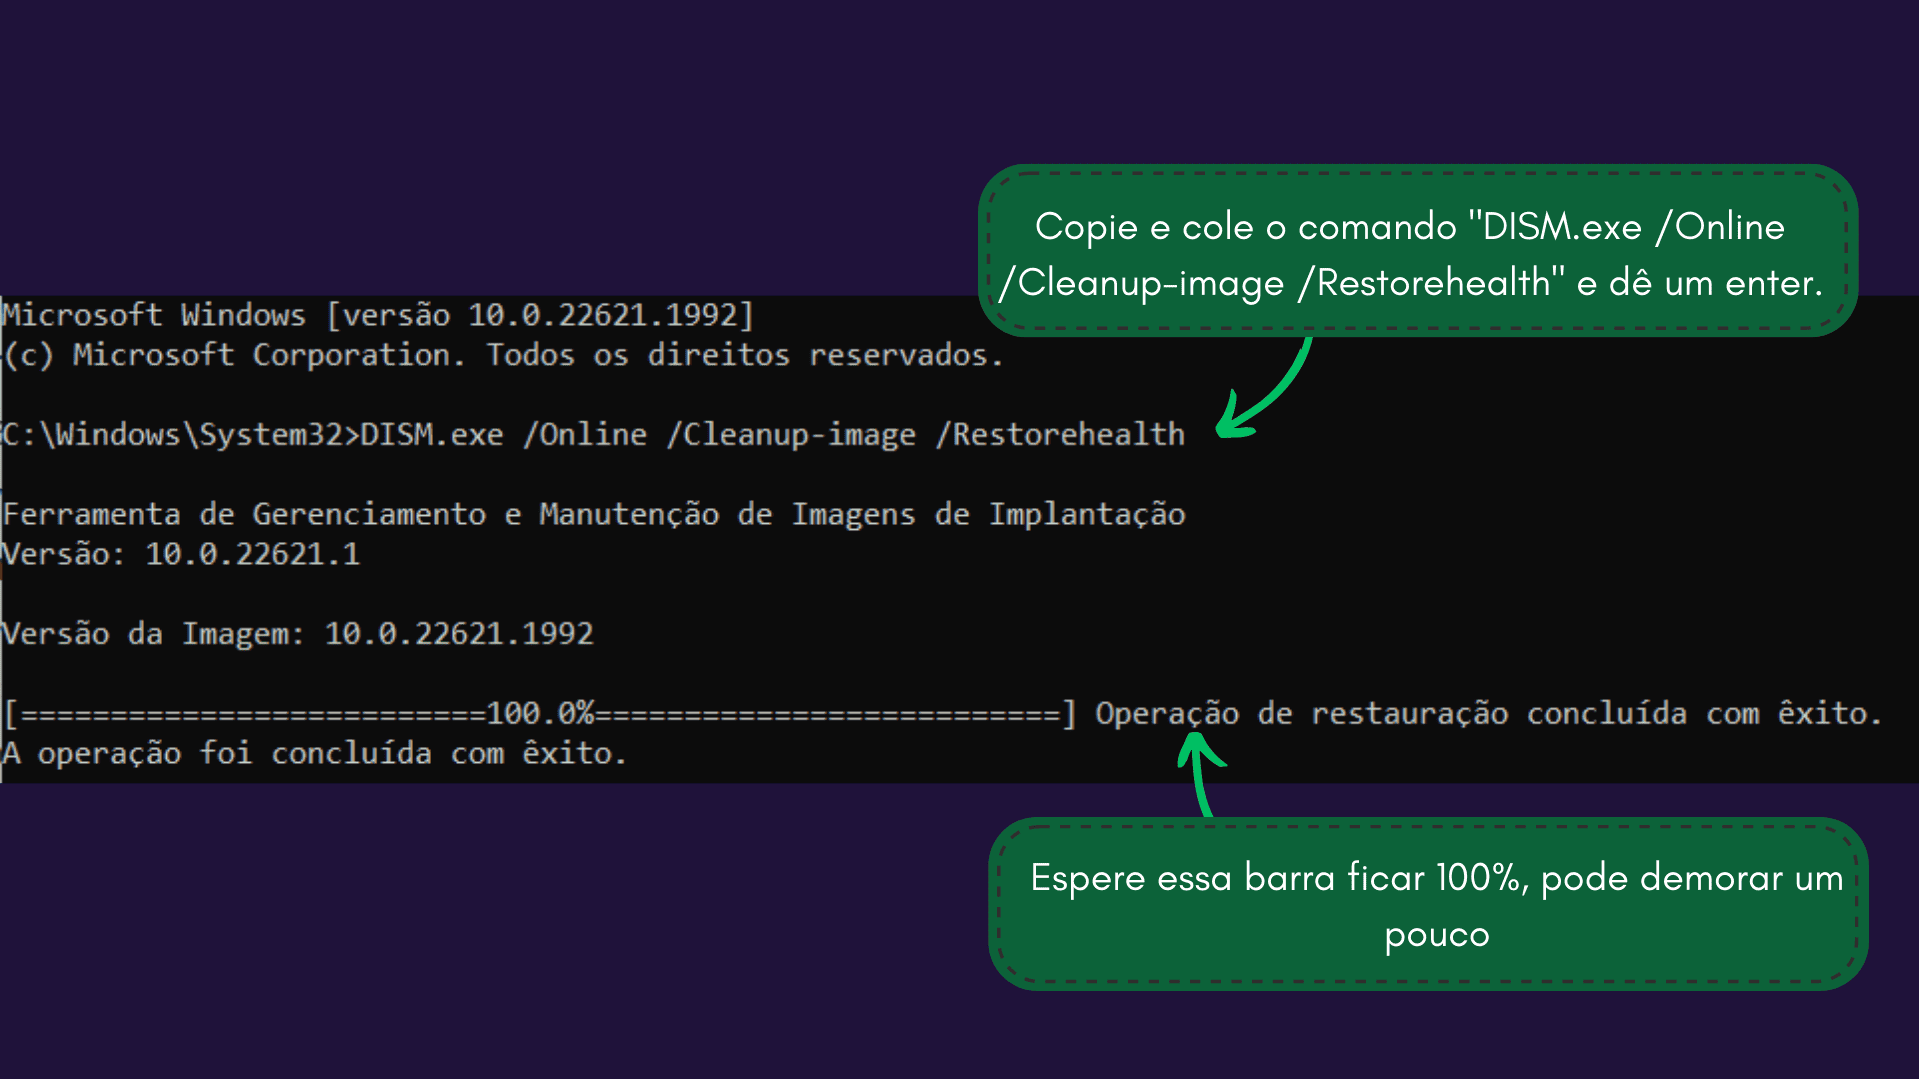 Copie e cole o comando "DISM.exe /Online
/Cleanup-image /Restorehealth" e dê um enter.
Microsoft Windows [versão 10.0.22621.1992]
(c) Microsoft Corporation. Todos os direitos reservados.
C:\Windows\System32>DISM.exe /Online /Cleanup-image /Restorehealth
Ferramenta de Gerenciamento e Manutenção de Imagens de Implantação
Versão: 10.0.22621.1
Versão da Imagem: 10.0.22621.1992
[==========================100.0%==========================] Operação de restauração concluída com êxito.
A operação foi concluída com êxito.
Espere essa barra ficar 100%, pode demorar um
pouco